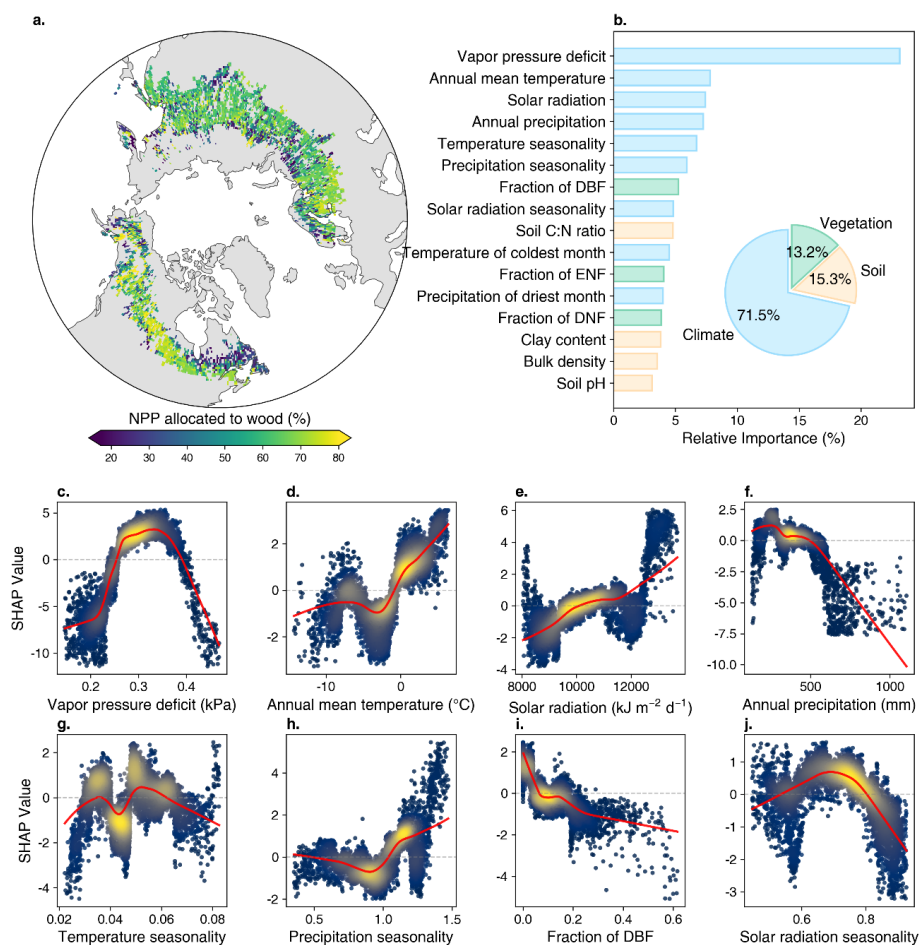 a.
NPP allocated to wood (%)
20 30 40 50 60 70 80
b.
Vapor pressure deficit
Annual mean temperature
Solar radiation
Annual precipitation
Temperature seasonality
Precipitation seasonality
Fraction of DBF
Solar radiation seasonality
Soil C:N ratio
Temperature of coldest month
Fraction of ENF
Precipitation of driest month
Fraction of DNF
Clay content
Bulk density
Soil pH
0 5 10 15 20
Relative Importance (%)
Vegetation
13.2%
Soil
15.3%
71.5%
Climate
c.
SHAP Value
5
0
-5
-10
0.2 0.3 0.4
Vapor pressure deficit (kPa)
d.
2
0
-2
-10 0
Annual mean temperature (°C)
e.
6
4
2
0
-2
-4
8000 10000 12000
Solar radiation (kJ m⁻² d⁻¹)
f.
2.5
0.0
-2.5
-5.0
-7.5
-10.0
500 1000
Annual precipitation (mm)
g.
SHAP Value
2
0
-2
-4
0.02 0.04 0.06 0.08
Temperature seasonality
h.
4
2
0
-2
0.5 1.0 1.5
Precipitation seasonality
i.
2
0
-2
-4
0.0 0.2 0.4 0.6
Fraction of DBF
j.
1
0
-1
-2
-3
0.6 0.8
Solar radiation seasonality